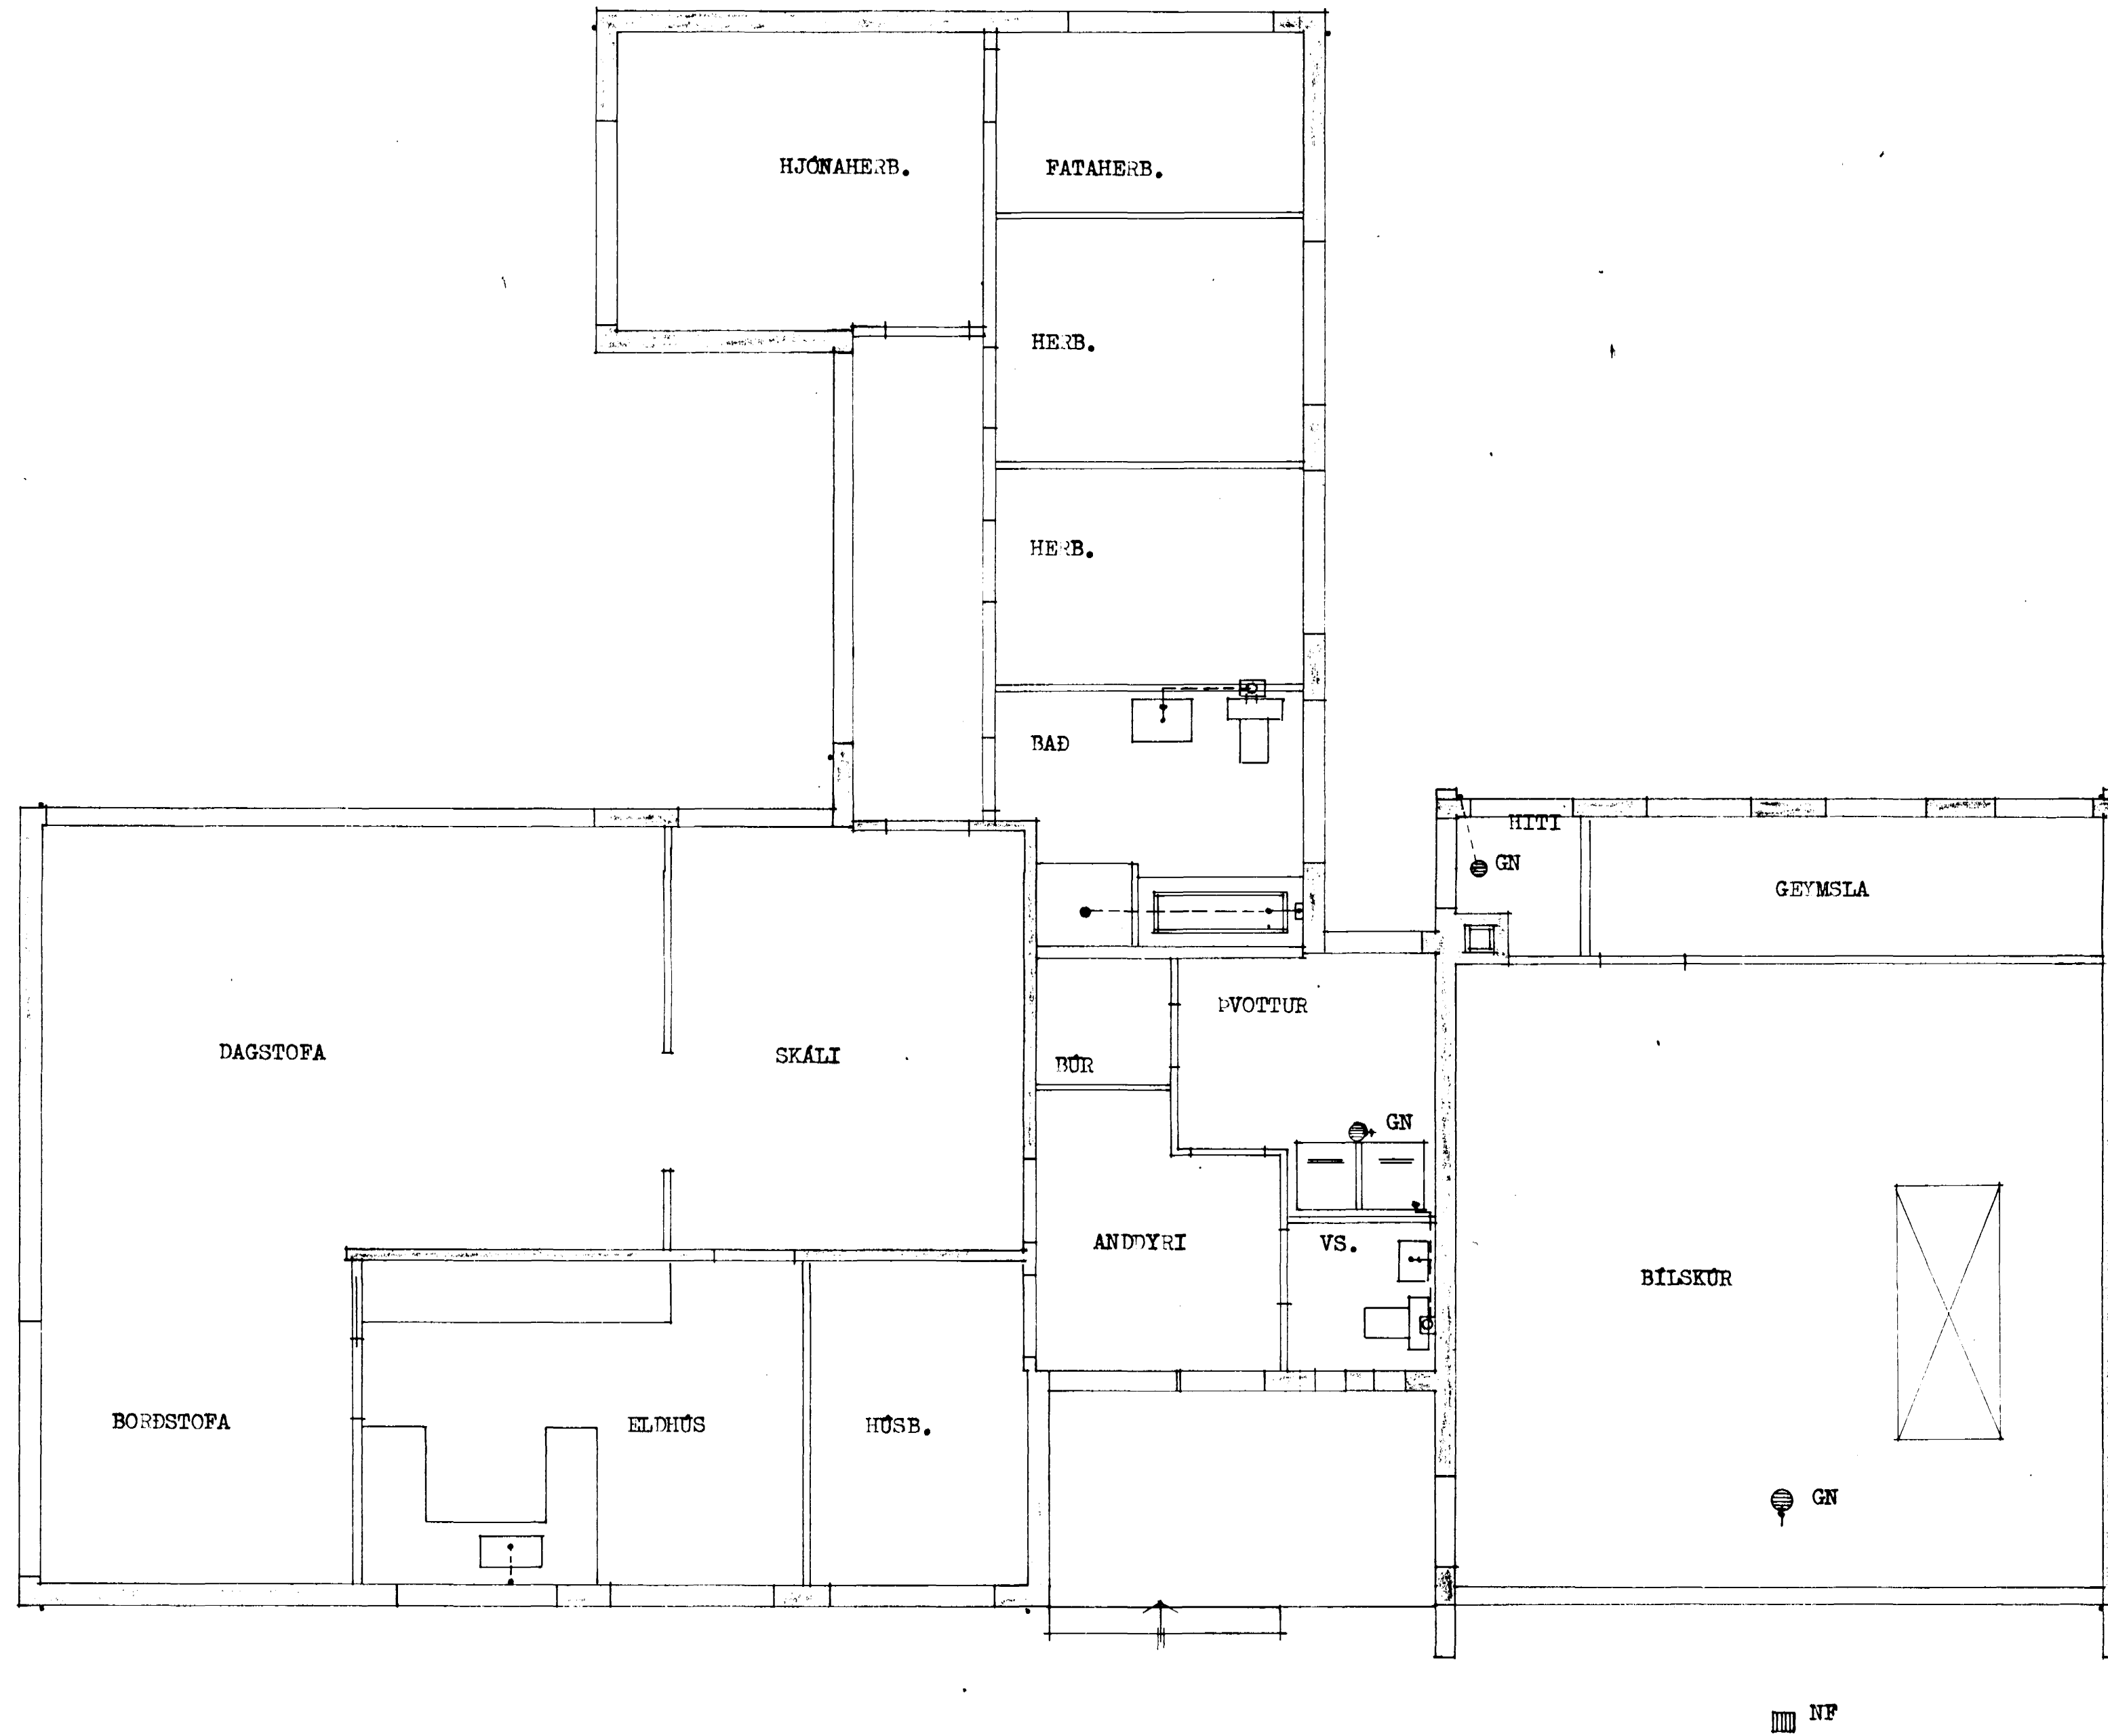 HJÓNAHERB.
FATAHERB.
HERB.
HERB.
BAÐ
HITI
GN
GEYMSLA
DAGSTOFA
SKÁLI
BÚR
ÞVOTTUR
GN
ANDDYRI
VS.
BÍLSKÚR
BORÐSTOFA
ELDHÚS
HÚSB.
GN
NF